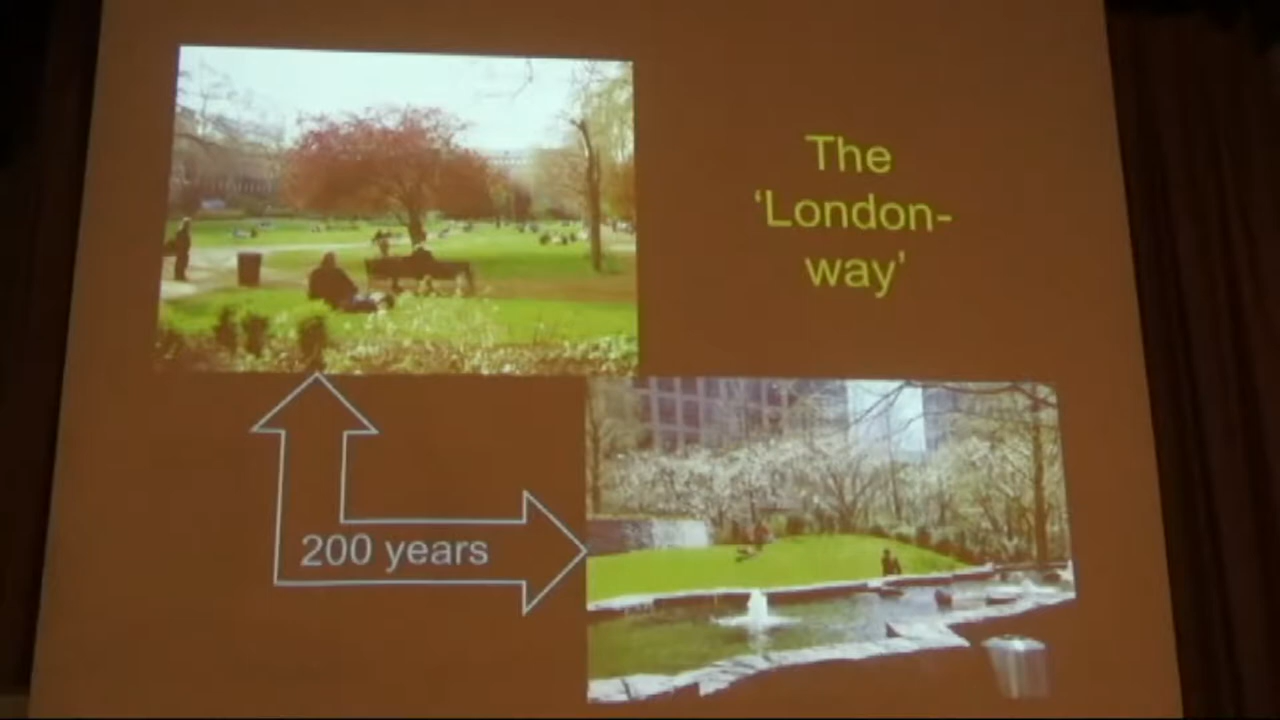 The
‘London-
way’
200 years